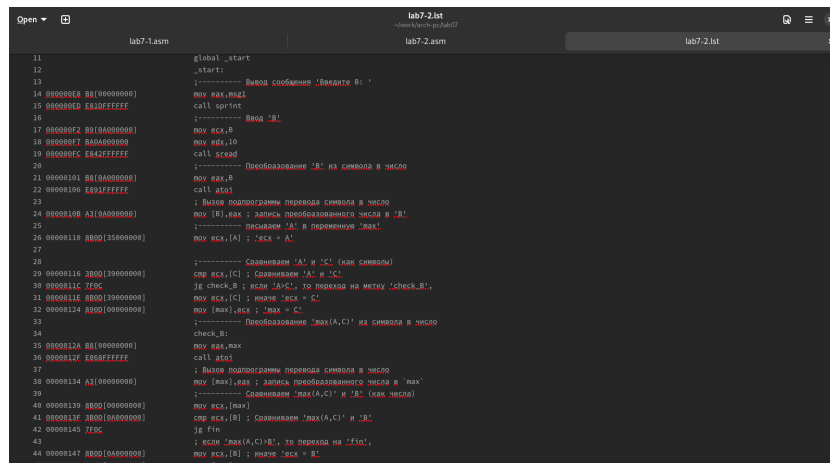 Open
lab7-2.lst
~/work/arch-pc/lab07
lab7-1.asm lab7-2.asm lab7-2.lst
11 global _start
12 _start:
13 ;---------- Вывод сообщения 'Введите B: '
14 000000E8 B8[00000000] mov eax,msg1
15 000000ED E81DFFFFFF call sprint
16 ;---------- Ввод 'B'
17 000000F2 B9[0A000000] mov ecx,B
18 000000F7 BA0A000000 mov edx,10
19 000000FC E842FFFFFF call sread
20 ;---------- Преобразование 'B' из символа в число
21 00000101 B8[0A000000] mov eax,B
22 00000106 E891FFFFFF call atoi
23 ; Вызов подпрограммы перевода символа в число
24 0000010B A3[0A000000] mov [B],eax ; запись преобразованного числа в 'B'
25 ;---------- писываем 'A' в переменную 'max'
26 00000110 8B0D[35000000] mov ecx,[A] ; 'ecx = A'
27
28 ;---------- Сравниваем 'A' и 'C' (как символы)
29 00000116 3B0D[39000000] cmp ecx,[C] ; Сравниваем 'A' и 'C'
30 0000011C 7F0C jg check_B ; если 'A>C', то переход на метку 'check_B',
31 0000011E 8B0D[39000000] mov ecx,[C] ; иначе 'ecx = C'
32 00000124 890D[00000000] mov [max],ecx ; 'max = C'
33 ;---------- Преобразование 'max(A,C)' из символа в число
34 check_B:
35 0000012A B8[00000000] mov eax,max
36 0000012F E868FFFFFF call atoi
37 ; Вызов подпрограммы перевода символа в число
38 00000134 A3[00000000] mov [max],eax ; запись преобразованного числа в `max`
39 ;---------- Сравниваем 'max(A,C)' и 'B' (как числа)
40 00000139 8B0D[00000000] mov ecx,[max]
41 0000013F 3B0D[0A000000] cmp ecx,[B] ; Сравниваем 'max(A,C)' и 'B'
42 00000145 7F0C jg fin
43 ; если 'max(A,C)>B', то переход на 'fin',
44 00000147 8B0D[0A000000] mov ecx,[B] ; иначе 'ecx = B'